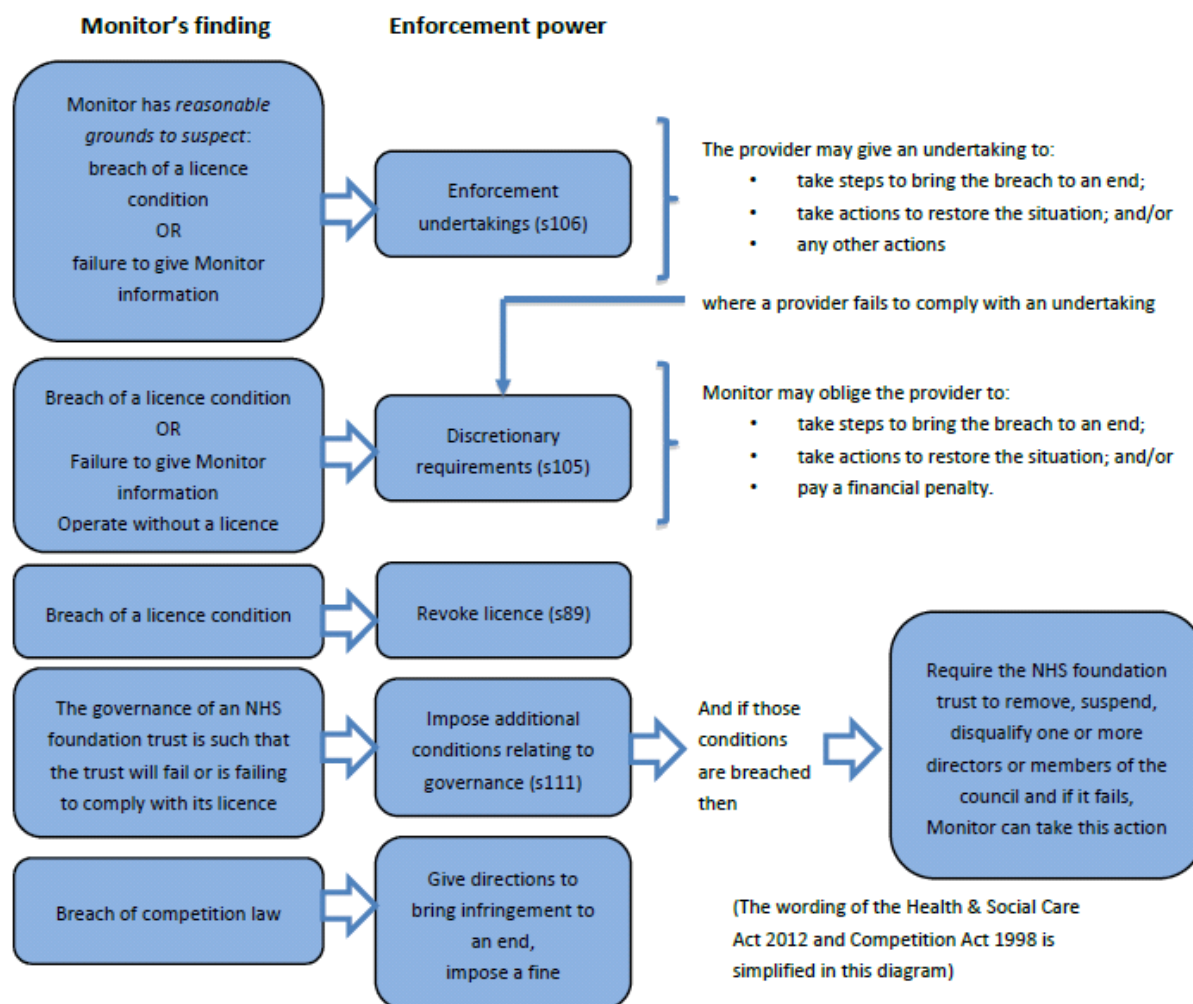 Monitor's finding
Enforcement power
Monitor has reasonable
grounds to suspect:
breach of a licence
condition
OR
failure to give Monitor
information
Enforcement
undertakings (s106)
The provider may give an undertaking to:
• take steps to bring the breach to an end;
• take actions to restore the situation; and/or
• any other actions
where a provider fails to comply with an undertaking
Breach of a licence condition
OR
Failure to give Monitor
information
Operate without a licence
Discretionary
requirements (s105)
Monitor may oblige the provider to:
• take steps to bring the breach to an end;
• take actions to restore the situation; and/or
• pay a financial penalty.
Breach of a licence condition
Revoke licence (s89)
The governance of an NHS
foundation trust is such that
the trust will fail or is failing
to comply with its licence
Impose additional
conditions relating to
governance (s111)
And if those
conditions
are breached
then
Require the NHS foundation
trust to remove, suspend,
disqualify one or more
directors or members of the
council and if it fails,
Monitor can take this action
Breach of competition law
Give directions to
bring infringement to
an end,
impose a fine
(The wording of the Health & Social Care
Act 2012 and Competition Act 1998 is
simplified in this diagram)